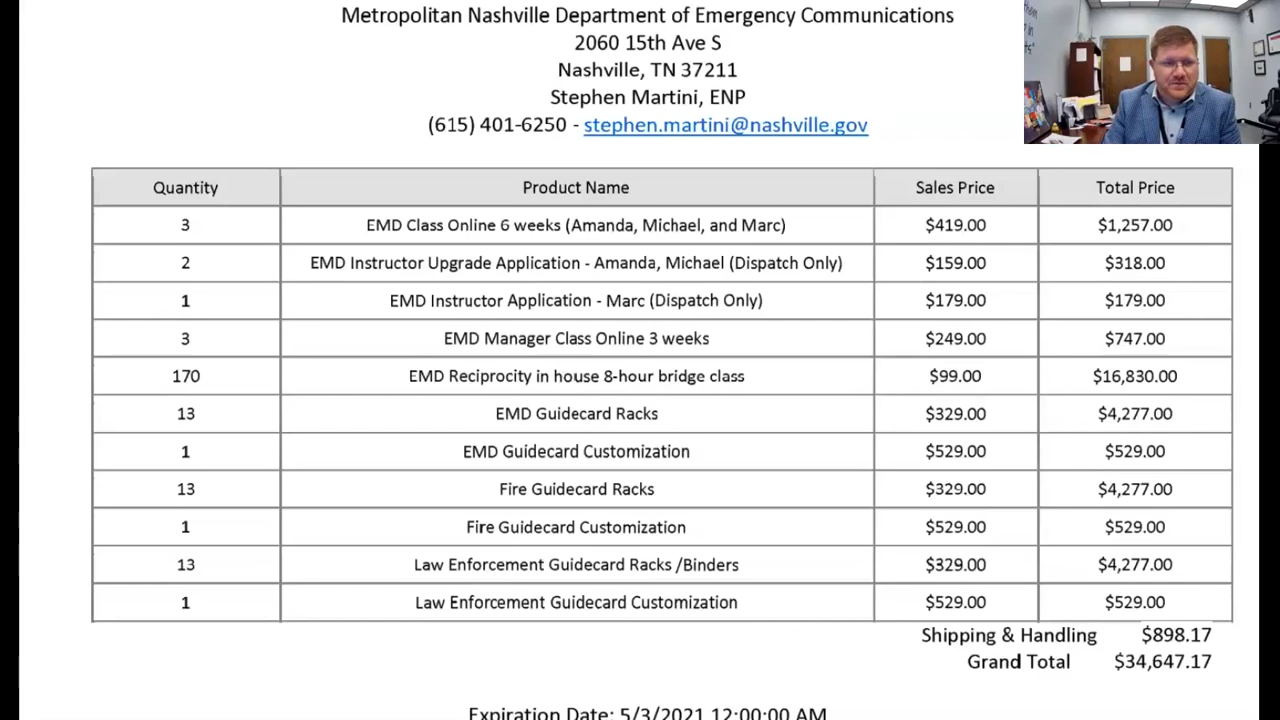 Metropolitan Nashville Department of Emergency Communications
2060 15th Ave S
Nashville, TN 37211
Stephen Martini, ENP
(615) 401-6250 - stephen.martini@nashville.gov
Quantity Product Name Sales Price Total Price
3 EMD Class Online 6 weeks (Amanda, Michael, and Marc) $419.00 $1,257.00
2 EMD Instructor Upgrade Application - Amanda, Michael (Dispatch Only) $159.00 $318.00
1 EMD Instructor Application - Marc (Dispatch Only) $179.00 $179.00
3 EMD Manager Class Online 3 weeks $249.00 $747.00
170 EMD Reciprocity in house 8-hour bridge class $99.00 $16,830.00
13 EMD Guidecard Racks $329.00 $4,277.00
1 EMD Guidecard Customization $529.00 $529.00
13 Fire Guidecard Racks $329.00 $4,277.00
1 Fire Guidecard Customization $529.00 $529.00
13 Law Enforcement Guidecard Racks /Binders $329.00 $4,277.00
1 Law Enforcement Guidecard Customization $529.00 $529.00
Shipping & Handling $898.17
Grand Total $34,647.17
Expiration Date: 5/3/2021 12:00:00 AM